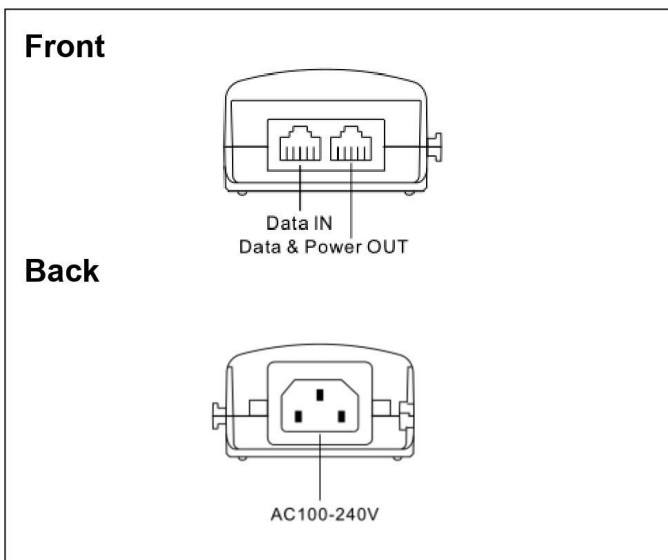 Front
Data IN
Data & Power OUT
Back
AC100-240V